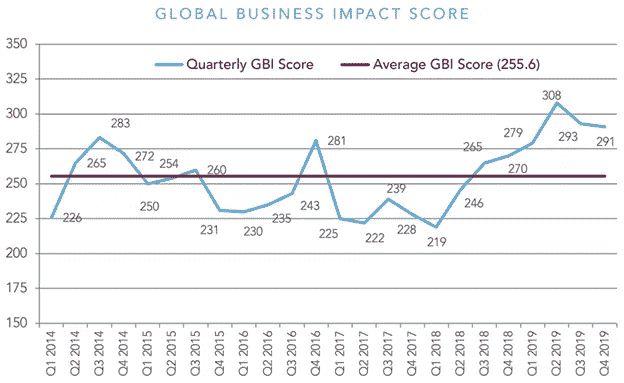 GLOBAL BUSINESS IMPACT SCORE
350
325
300
275
250
225
200
175
150
Quarterly GBI Score
Average GBI Score (255.6)
226
265
283
272
250
254
260
231
230
235
243
281
225
222
239
228
219
246
265
270
279
308
293
291
Q1 2014
Q2 2014
Q3 2014
Q4 2014
Q1 2015
Q2 2015
Q3 2015
Q4 2015
Q1 2016
Q2 2016
Q3 2016
Q4 2016
Q1 2017
Q2 2017
Q3 2017
Q4 2017
Q1 2018
Q2 2018
Q3 2018
Q4 2018
Q1 2019
Q2 2019
Q3 2019
Q4 2019